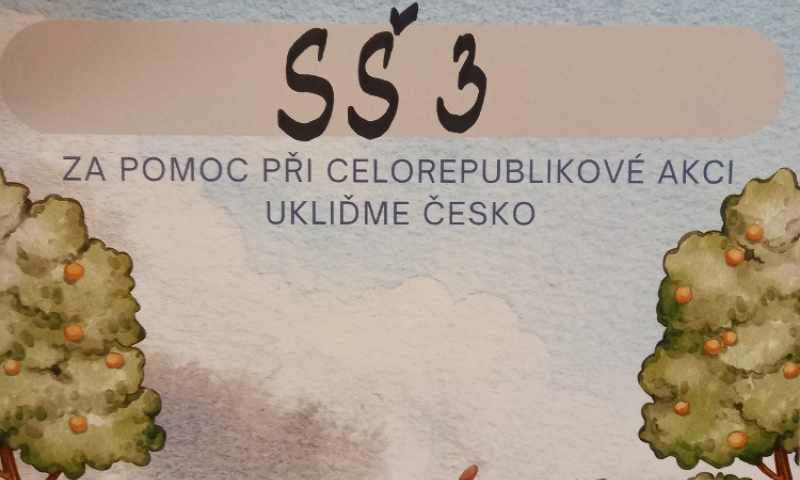 SŠ 3
ZA POMOC PŘI CELOREPUBLIKOVÉ AKCI
UKLIĎME ČESKO